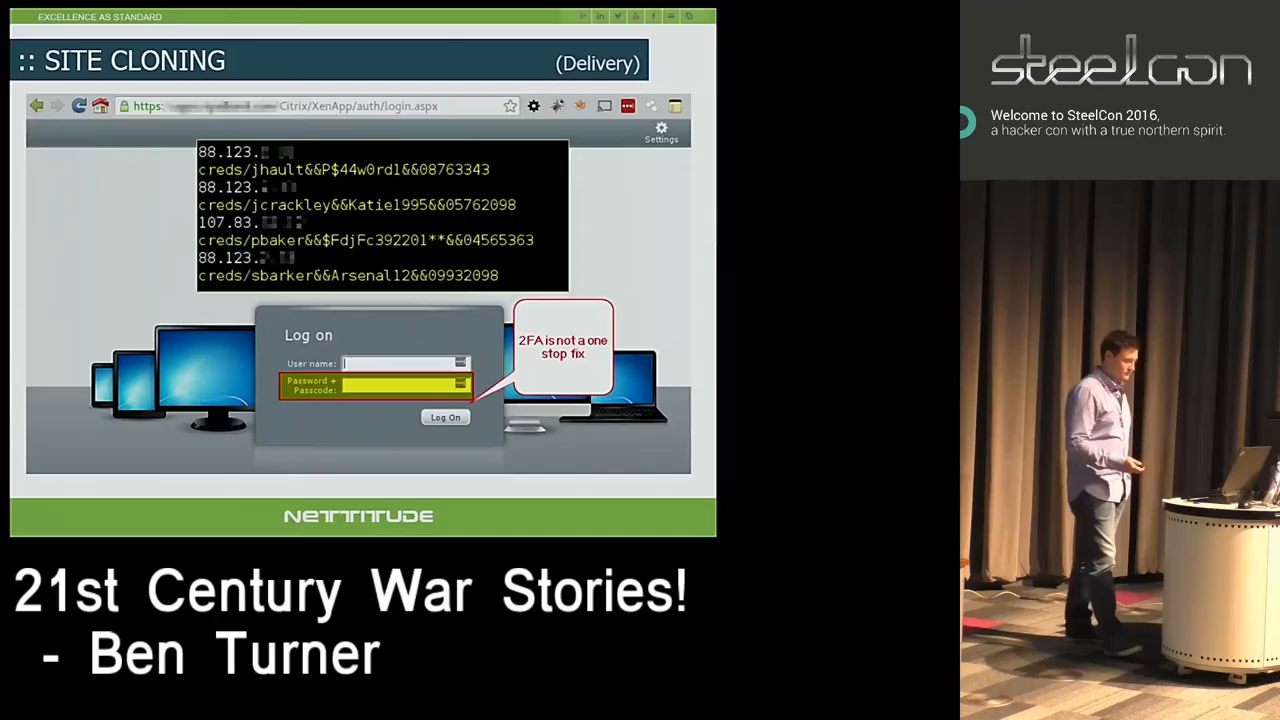 EXCELLENCE AS STANDARD
:: SITE CLONING
(Delivery)
https:
Citrix/XenApp/auth/login.aspx
Settings
88.123.
creds/jhault&&P$44w0rd1&&08763343
88.123.
creds/jcrackley&&Katie1995&&05762098
107.83.
creds/pbaker&&$FdjFc392201**&&04565363
88.123.
creds/sbarker&&Arsenal12&&09932098
Log on
User name:
Password +
Passcode:
Log On
2FA is not a one
stop fix
NETTITUDE
21st Century War Stories!
- Ben Turner
steelcon
Welcome to SteelCon 2016,
a hacker con with a true northern spirit.